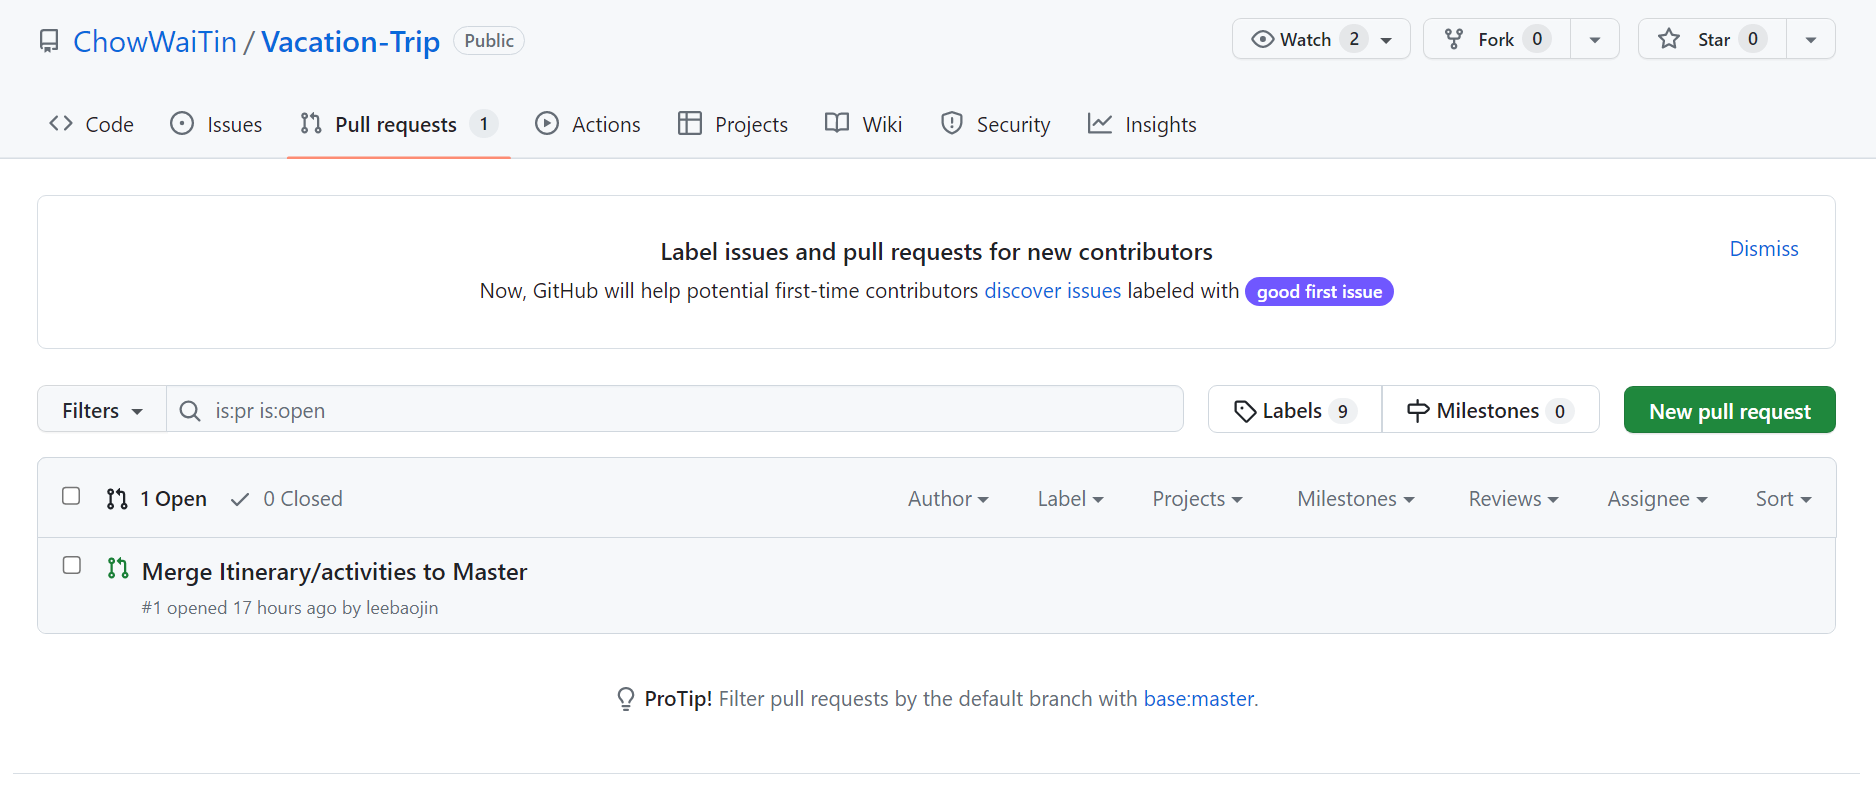 ChowWaiTin / Vacation-Trip Public Watch 2 Fork 0 Star 0
Code Issues Pull requests 1 Actions Projects Wiki Security Insights
Label issues and pull requests for new contributors
Dismiss
Now, GitHub will help potential first-time contributors discover issues labeled with good first issue
Filters is:pr is:open Labels 9 Milestones 0 New pull request
1 Open 0 Closed Author Label Projects Milestones Reviews Assignee Sort
Merge Itinerary/activities to Master
#1 opened 17 hours ago by leebaojin
ProTip! Filter pull requests by the default branch with base:master.